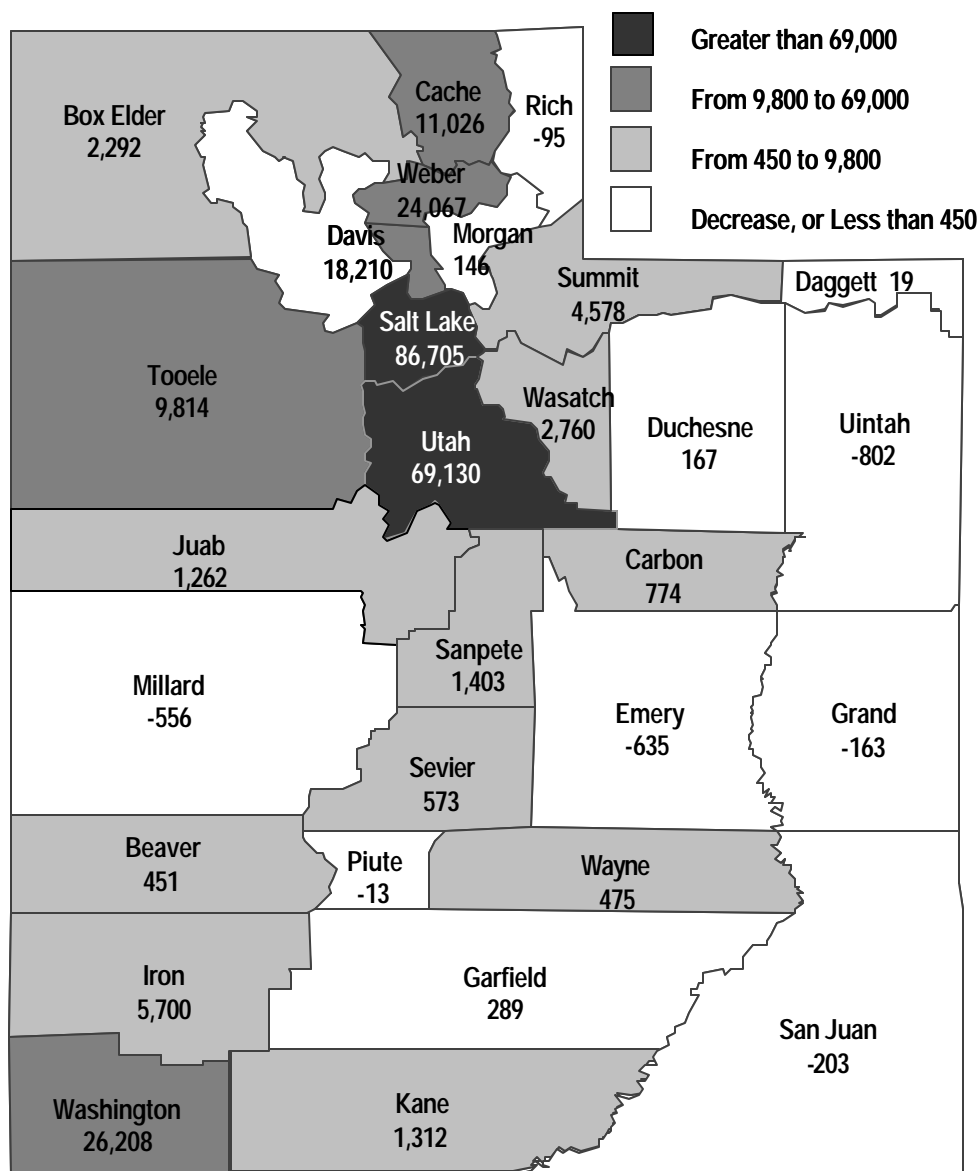 Greater than 69,000
From 9,800 to 69,000
From 450 to 9,800
Decrease, or Less than 450
Box Elder
2,292
Cache
11,026
Rich
-95
Weber
24,067
Davis
18,210
Morgan
146
Summit
4,578
Daggett 19
Salt Lake
86,705
Tooele
9,814
Wasatch
2,760
Utah
69,130
Duchesne
167
Uintah
-802
Juab
1,262
Carbon
774
Sanpete
1,403
Millard
-556
Emery
-635
Grand
-163
Sevier
573
Beaver
451
Piute
-13
Wayne
475
Iron
5,700
Garfield
289
San Juan
-203
Washington
26,208
Kane
1,312